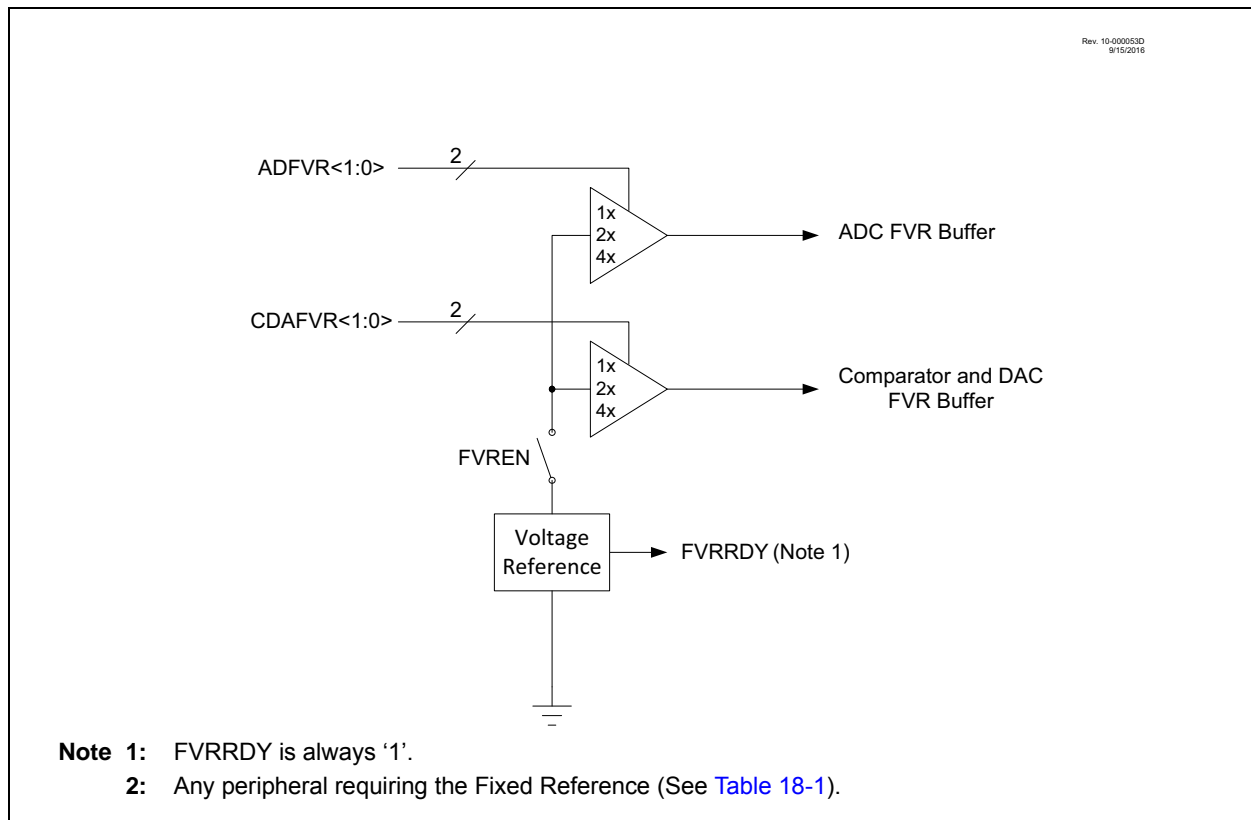 Rev. 10-000053D
9/15/2016
ADFVR<1:0>
2
1x
2x
4x
ADC FVR Buffer
CDAFVR<1:0>
2
1x
2x
4x
Comparator and DAC
FVR Buffer
FVREN
Voltage
Reference
FVRRDY (Note 1)
Note 1: FVRRDY is always ‘1’.
2: Any peripheral requiring the Fixed Reference (See Table 18-1).